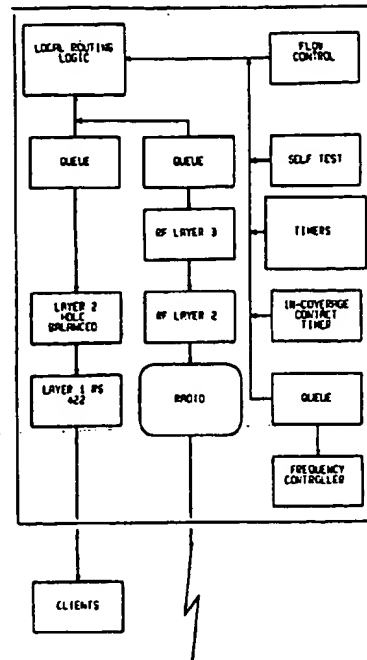 LOCAL ROUTING
LOGIC
FLOW
CONTROL
QUEUE
QUEUE
SELF TEST
RF LAYER 3
TIMERS
LAYER 2
HOLE
BALANCED
RF LAYER 2
IN-COVERAGE
CONTACT
TIMER
LAYER 1 RS
422
RADIO
QUEUE
FREQUENCY
CONTROLLER
CLIENTS